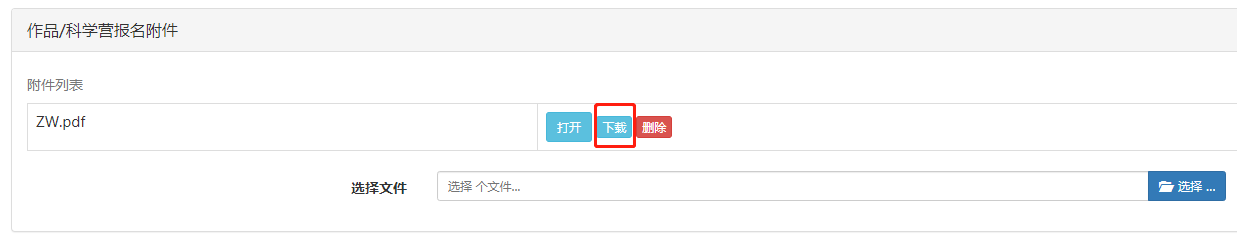 作品/科学营报名附件
附件列表
ZW.pdf
打开 下载 删除
选择文件
选择 个文件...
选择 ...